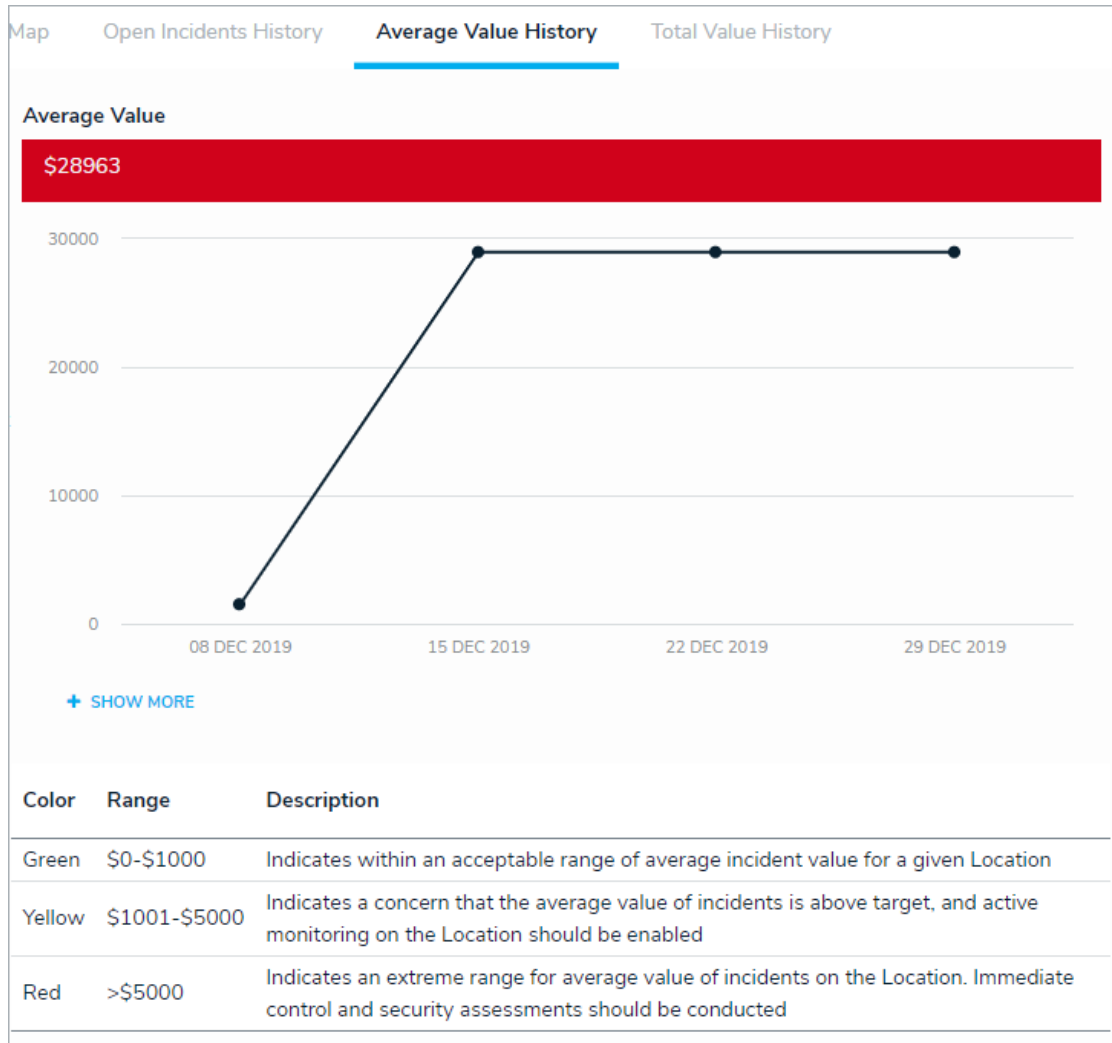 Map Open Incidents History Average Value History Total Value History
Average Value
$28963
30000
20000
10000
0
08 DEC 2019 15 DEC 2019 22 DEC 2019 29 DEC 2019
+ SHOW MORE
Color Range Description
Green $0-$1000 Indicates within an acceptable range of average incident value for a given Location
Yellow $1001-$5000 Indicates a concern that the average value of incidents is above target, and active
monitoring on the Location should be enabled
Red >$5000 Indicates an extreme range for average value of incidents on the Location. Immediate
control and security assessments should be conducted